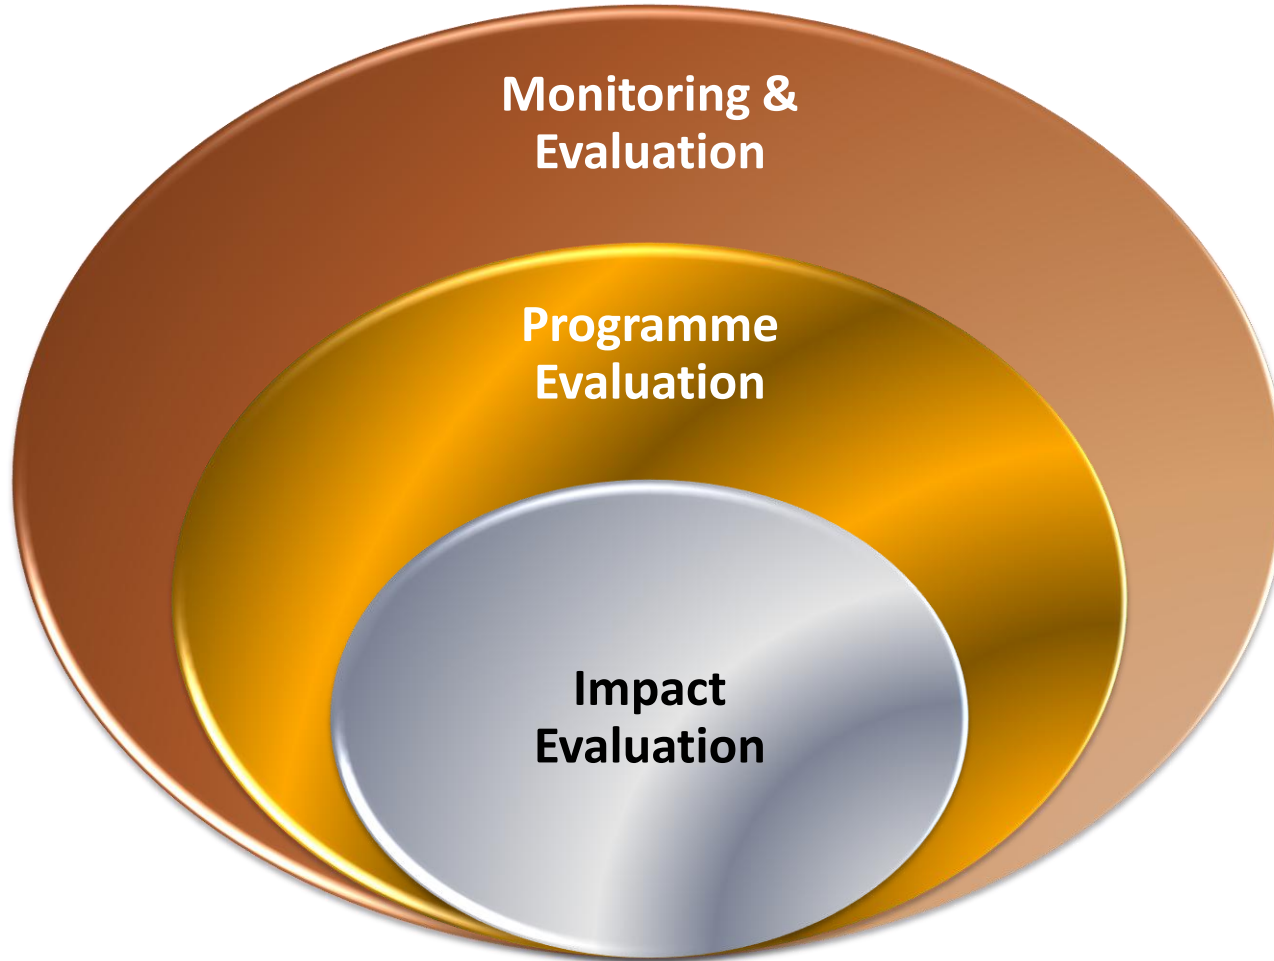 Monitoring &
Evaluation
Programme
Evaluation
Impact
Evaluation